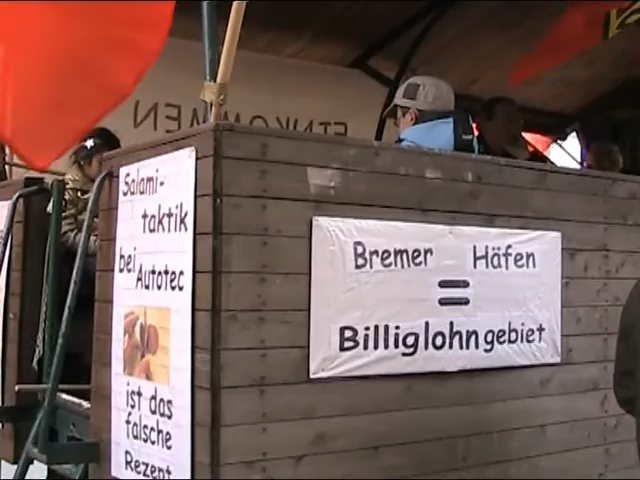 Salami-
taktik
bei
Autotec
ist das
falsche
Rezept
Bremer Häfen
=
Billiglohngebiet